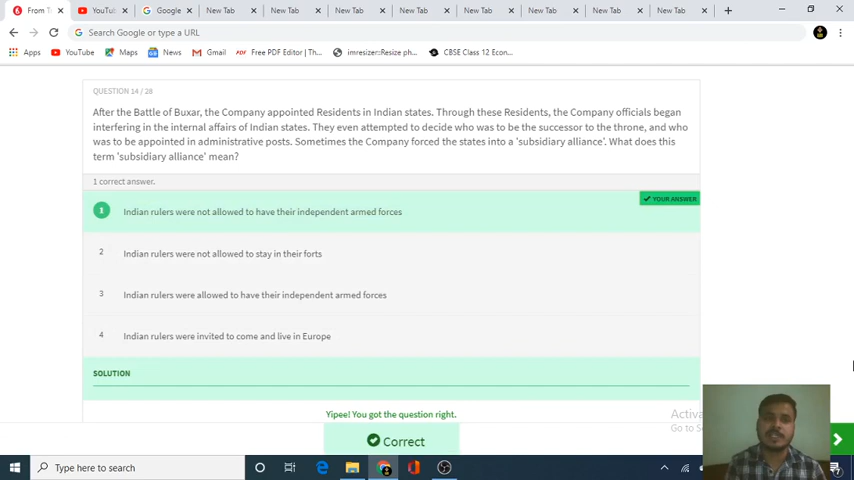 From T
YouTu
Google
New Tab
New Tab
New Tab
New Tab
New Tab
New Tab
New Tab
New Tab
Search Google or type a URL
Apps
YouTube
Maps
News
Gmail
Free PDF Editor | Th...
imresizer:Resize ph...
CBSE Class 12 Econ...
QUESTION 14 / 28
After the Battle of Buxar, the Company appointed Residents in Indian states. Through these Residents, the Company officials began
interfering in the internal affairs of Indian states. They even attempted to decide who was to be the successor to the throne, and who
was to be appointed in administrative posts. Sometimes the Company forced the states into a 'subsidiary alliance'. What does this
term 'subsidiary alliance' mean?
1 correct answer.
YOUR ANSWER
1 Indian rulers were not allowed to have their independent armed forces
2 Indian rulers were not allowed to stay in their forts
3 Indian rulers were allowed to have their independent armed forces
4 Indian rulers were invited to come and live in Europe
SOLUTION
Yipee! You got the question right.
Activa
Go to S
Correct
Type here to search